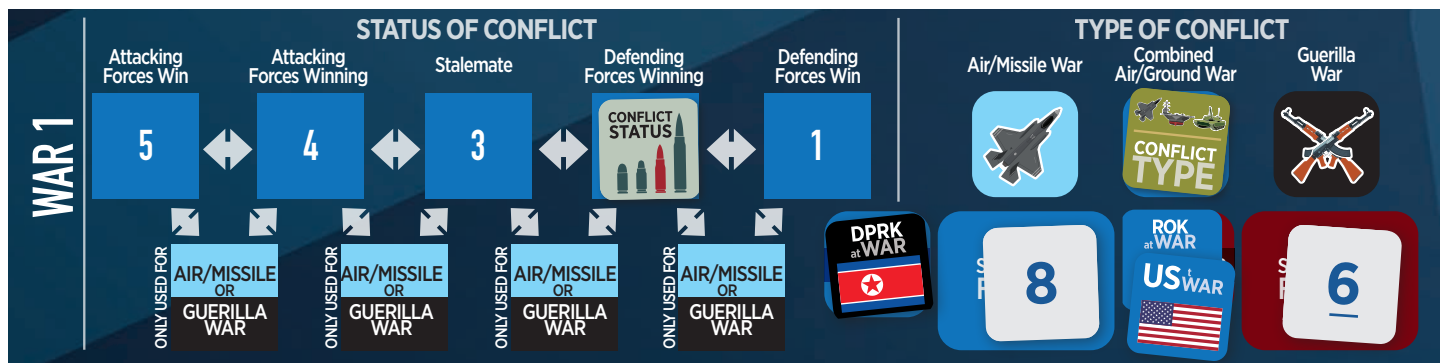 WAR 1
STATUS OF CONFLICT
Attacking
Forces Win
Attacking
Forces Winning
Stalemate
Defending
Forces Winning
Defending
Forces Win
5
4
3
CONFLICT
STATUS
1
ONLY USED FOR
AIR/MISSILE
OR
GUERILLA
WAR
ONLY USED FOR
AIR/MISSILE
OR
GUERILLA
WAR
ONLY USED FOR
AIR/MISSILE
OR
GUERILLA
WAR
ONLY USED FOR
AIR/MISSILE
OR
GUERILLA
WAR
TYPE OF CONFLICT
Air/Missile War
Combined
Air/Ground War
Guerilla
War
CONFLICT
TYPE
DPRK
at WAR
8
ROK
at WAR
US WAR
6